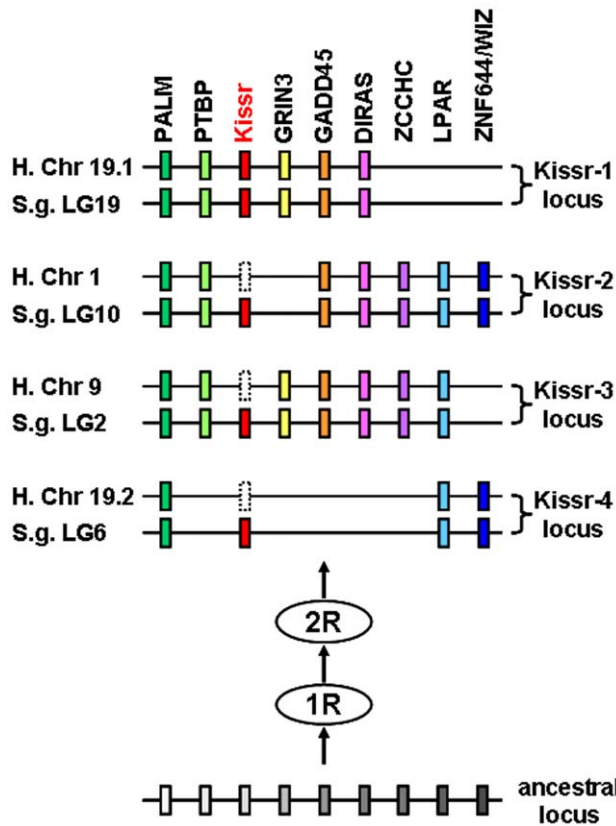 PALM
PTBP
Kissr
GRIN3
GADD45
DIRAS
ZCCHC
LPAR
ZNF644/WIZ
H. Chr 19.1
S.g. LG19
Kissr-1
locus
H. Chr 1
S.g. LG10
Kissr-2
locus
H. Chr 9
S.g. LG2
Kissr-3
locus
H. Chr 19.2
S.g. LG6
Kissr-4
locus
2R
1R
ancestral
locus